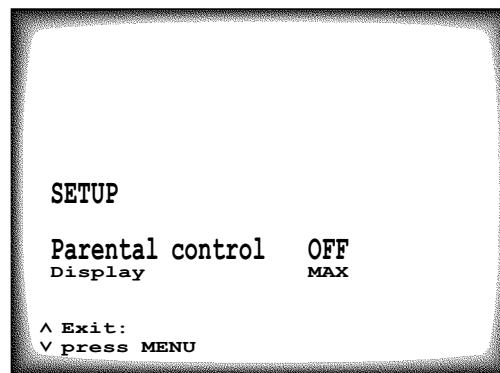 SETUP
Parental control OFF
Display MAX
∧ Exit:
∨ press MENU